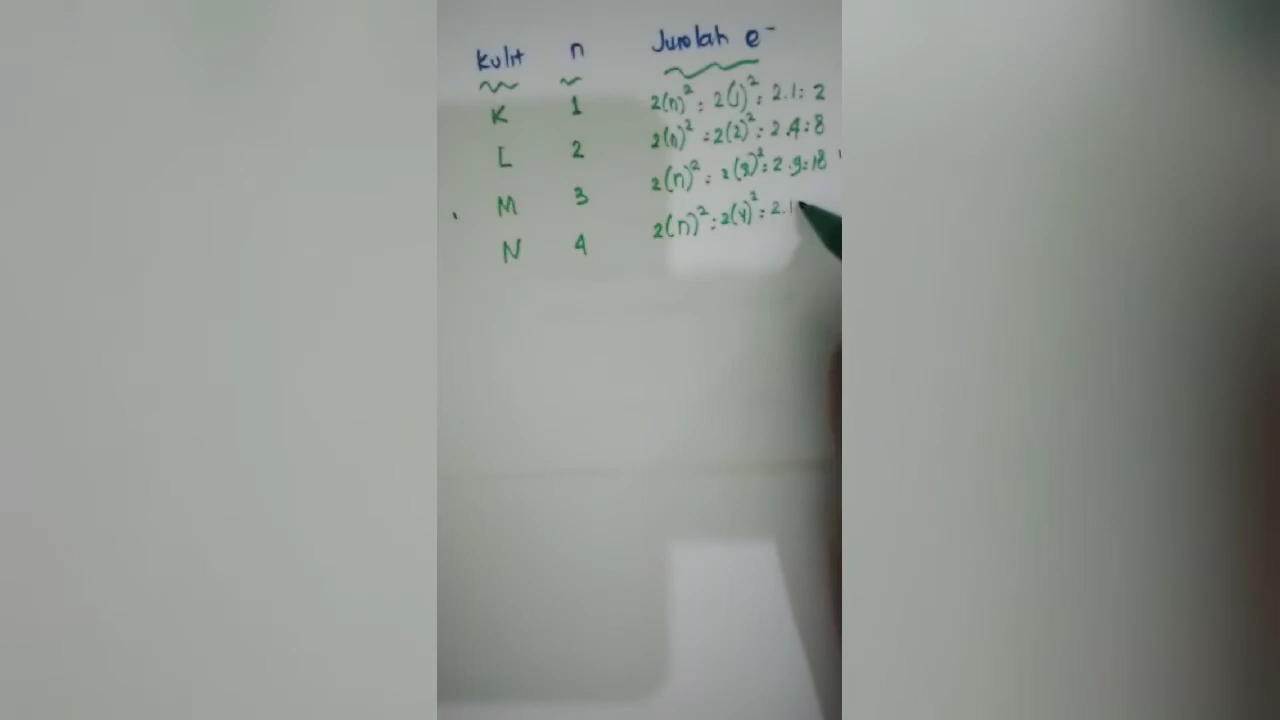 Kulit n Jumlah e⁻
K 1 2(n)² = 2(1)² = 2.1 = 2
L 2 2(n)² = 2(2)² = 2.4 = 8
M 3 2(n)² = 2(3)² = 2.9 = 18
N 4 2(n)² = 2(4)² = 2.1